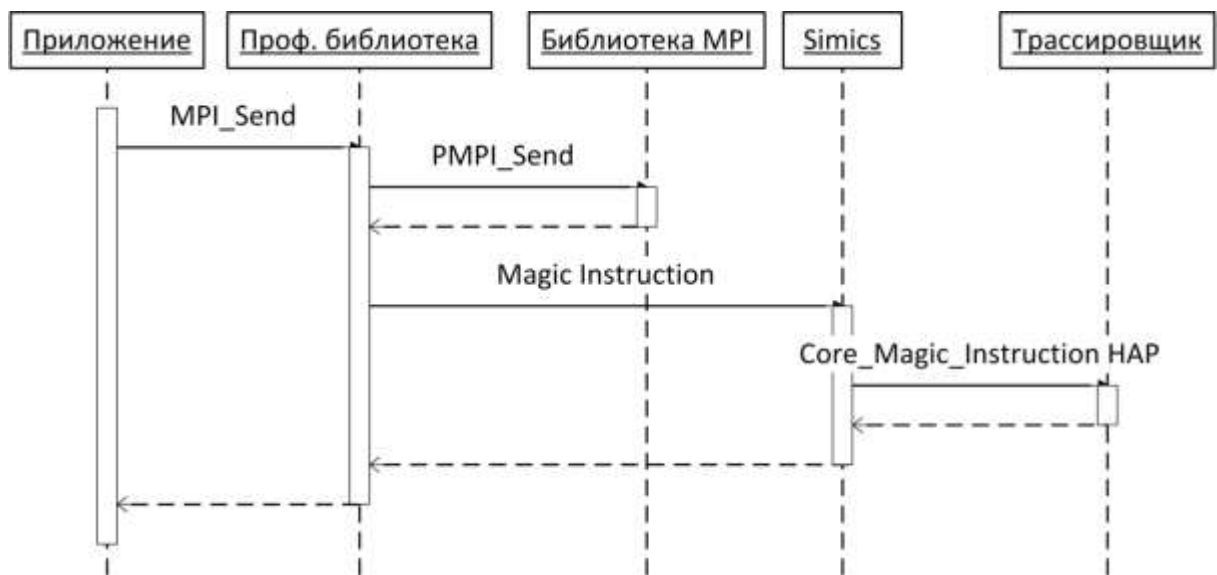 Приложение
Проф. библиотека
Библиотека MPI
Simics
Трассировщик
MPI_Send
PMPI_Send
Magic Instruction
Core_Magic_Instruction HAP